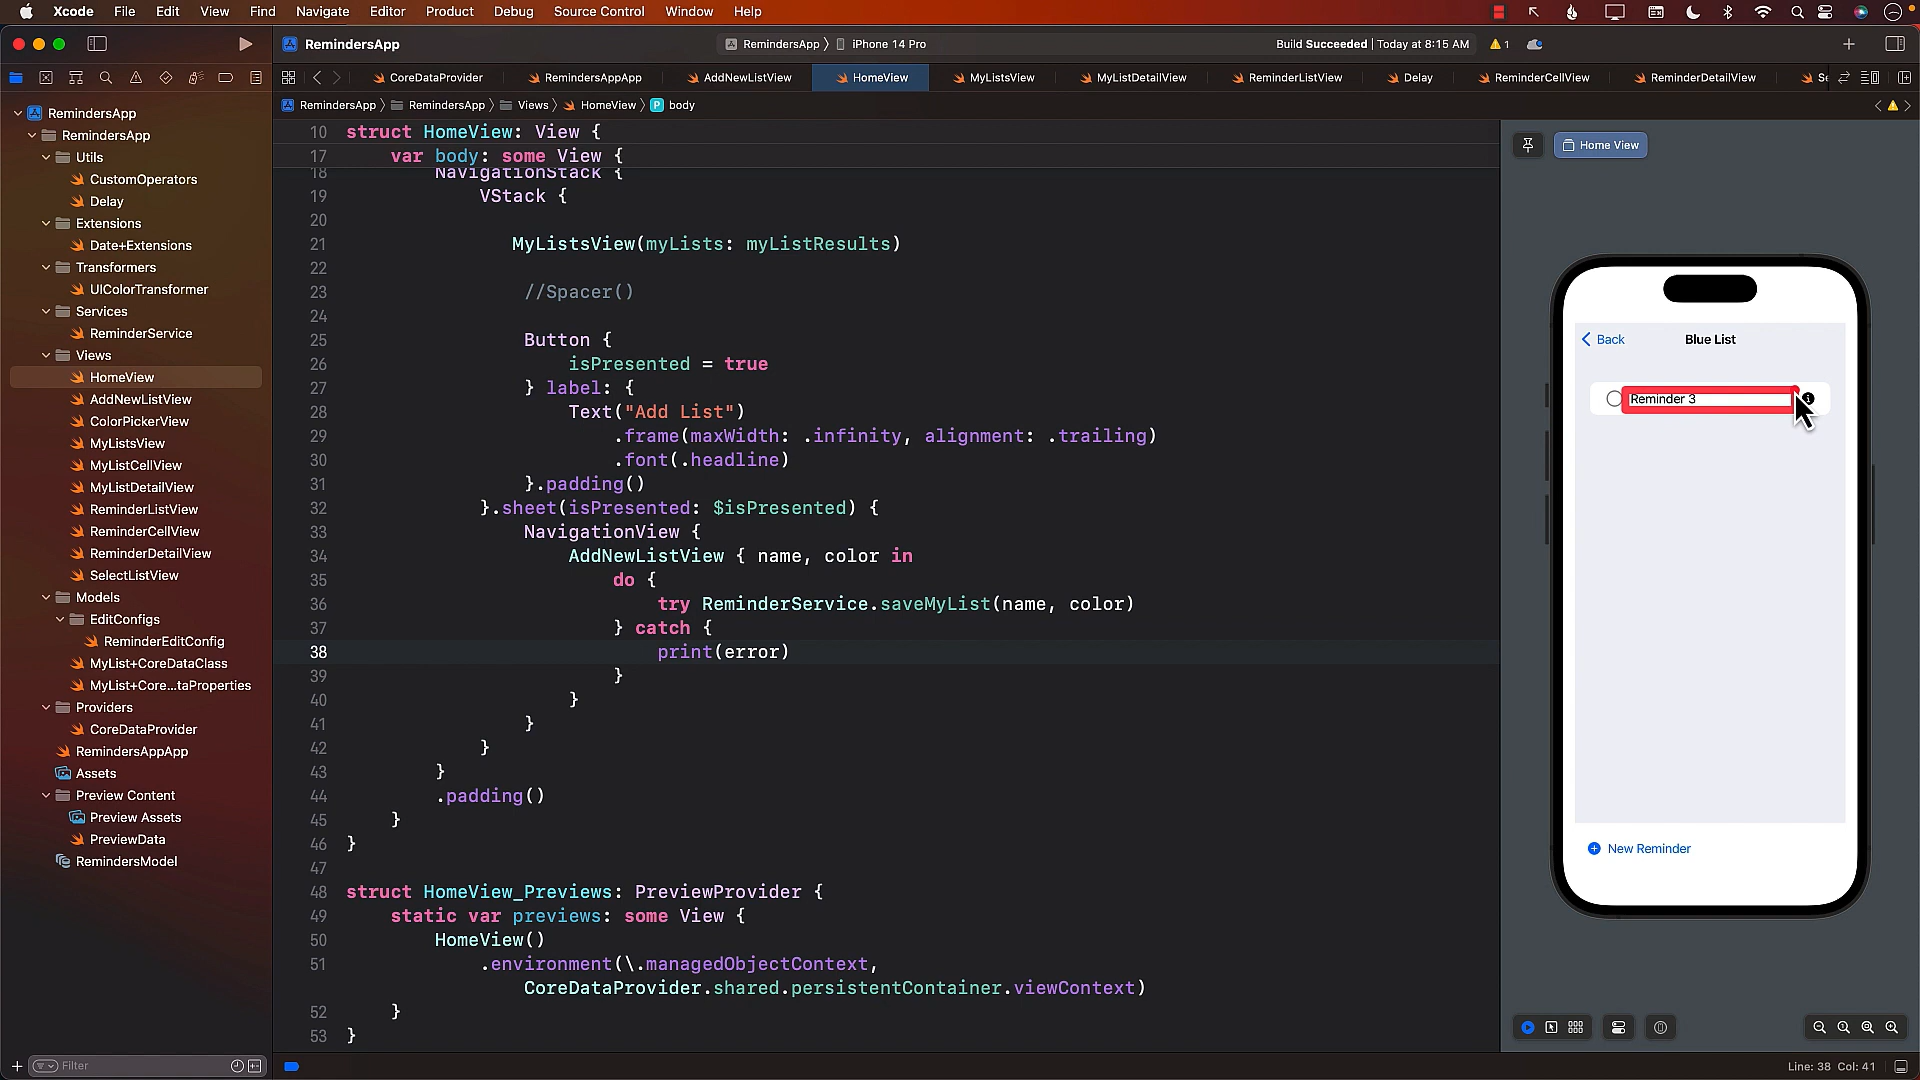 Xcode File Edit View Find Navigate Editor Product Debug Source Control Window Help
RemindersApp
RemindersApp 〉 iPhone 14 Pro
Build Succeeded | Today at 8:15 AM
1
CoreDataProvider RemindersAppApp AddNewListView HomeView MyListsView MyListDetailView ReminderListView Delay ReminderCellView ReminderDetailView Se
RemindersApp 〉 RemindersApp 〉 Views 〉 HomeView 〉 P body
RemindersApp
RemindersApp
Utils
CustomOperators
Delay
Extensions
Date+Extensions
Transformers
UIColorTransformer
Services
ReminderService
Views
HomeView
AddNewListView
ColorPickerView
MyListsView
MyListCellView
MyListDetailView
ReminderListView
ReminderCellView
ReminderDetailView
SelectListView
Models
EditConfigs
ReminderEditConfig
MyList+CoreDataClass
MyList+Core...taProperties
Providers
CoreDataProvider
RemindersAppApp
Assets
Preview Content
Preview Assets
PreviewData
RemindersModel
Filter
10 struct HomeView: View {
17 var body: some View {
18 NavigationStack {
19 VStack {
20
21 MyListsView(myLists: myListResults)
22
23 //Spacer()
24
25 Button {
26 isPresented = true
27 } label: {
28 Text("Add List")
29 .frame(maxWidth: .infinity, alignment: .trailing)
30 .font(.headline)
31 }.padding()
32 }.sheet(isPresented: $isPresented) {
33 NavigationView {
34 AddNewListView { name, color in
35 do {
36 try ReminderService.saveMyList(name, color)
37 } catch {
38 print(error)
39 }
40 }
41 }
42 }
43 }
44 .padding()
45 }
46 }
47
48 struct HomeView_Previews: PreviewProvider {
49 static var previews: some View {
50 HomeView()
51 .environment(\.managedObjectContext,
CoreDataProvider.shared.persistentContainer.viewContext)
52 }
53 }
Home View
Back
Blue List
Reminder 3
New Reminder
Line: 38 Col: 41